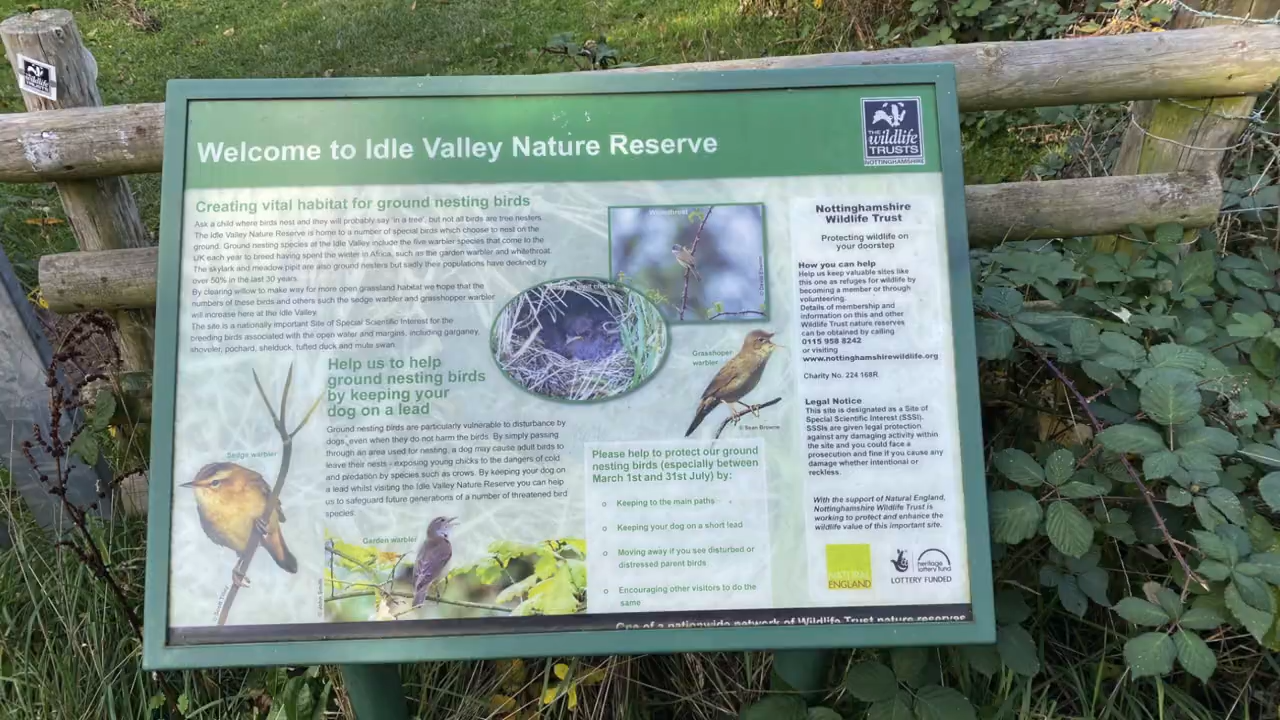 Welcome to Idle Valley Nature Reserve
THE
wildlife
TRUSTS
NOTTINGHAMSHIRE
Creating vital habitat for ground nesting birds
Ask a child where birds nest and they will probably say 'in a tree', but not all birds are tree nesters.
The Idle Valley Nature Reserve is home to a number of special birds which choose to nest on the
ground. Ground nesting species at the Idle Valley include the five warbler species that come to the
UK each year to breed having spent the winter in Africa, such as the garden warbler and whitethroat.
The skylark and meadow pipit are also ground nesters but sadly their populations have declined by
over 50% in the last 30 years.
By clearing willow to make way for more open grassland habitat we hope that the
numbers of these birds and others such the sedge warbler and grasshopper warbler
will increase here at the Idle Valley.
The site is a nationally important Site of Special Scientific Interest for the
breeding birds associated with the open water and margins, including garganey,
shoveler, pochard, shelduck, tufted duck and mute swan.
Whitethroat
pipit chicks
Help us to help
ground nesting birds
by keeping your
dog on a lead
Ground nesting birds are particularly vulnerable to disturbance by
dogs, even when they do not harm the birds. By simply passing
through an area used for nesting, a dog may cause adult birds to
leave their nests - exposing young chicks to the dangers of cold
and predation by species such as crows. By keeping your dog on
a lead whilst visiting the Idle Valley Nature Reserve you can help
us to safeguard future generations of a number of threatened bird
species.
Sedge warbler
Garden warbler
Grasshopper
warbler
© Sean Browne
Please help to protect our ground
nesting birds (especially between
March 1st and 31st July) by:
o Keeping to the main paths
o Keeping your dog on a short lead
o Moving away if you see disturbed or
distressed parent birds
o Encouraging other visitors to do the
same
Nottinghamshire
Wildlife Trust
Protecting wildlife on
your doorstep
How you can help
Help us keep valuable sites like
this one as refuges for wildlife by
becoming a member or through
volunteering.
Details of membership and
information on this and other
Wildlife Trust nature reserves
can be obtained by calling
0115 958 8242
or visiting
www.nottinghamshirewildlife.org
Charity No. 224 168R
Legal Notice
This site is designated as a Site of
Special Scientific Interest (SSSI).
SSSIs are given legal protection
against any damaging activity within
the site and you could face a
prosecution and fine if you cause any
damage whether intentional or
reckless.
With the support of Natural England,
Nottinghamshire Wildlife Trust is
working to protect and enhance the
wildlife value of this important site.
NATURAL
ENGLAND
heritage
lottery fund
LOTTERY FUNDED
One of a nationwide network of Wildlife Trust nature reserves